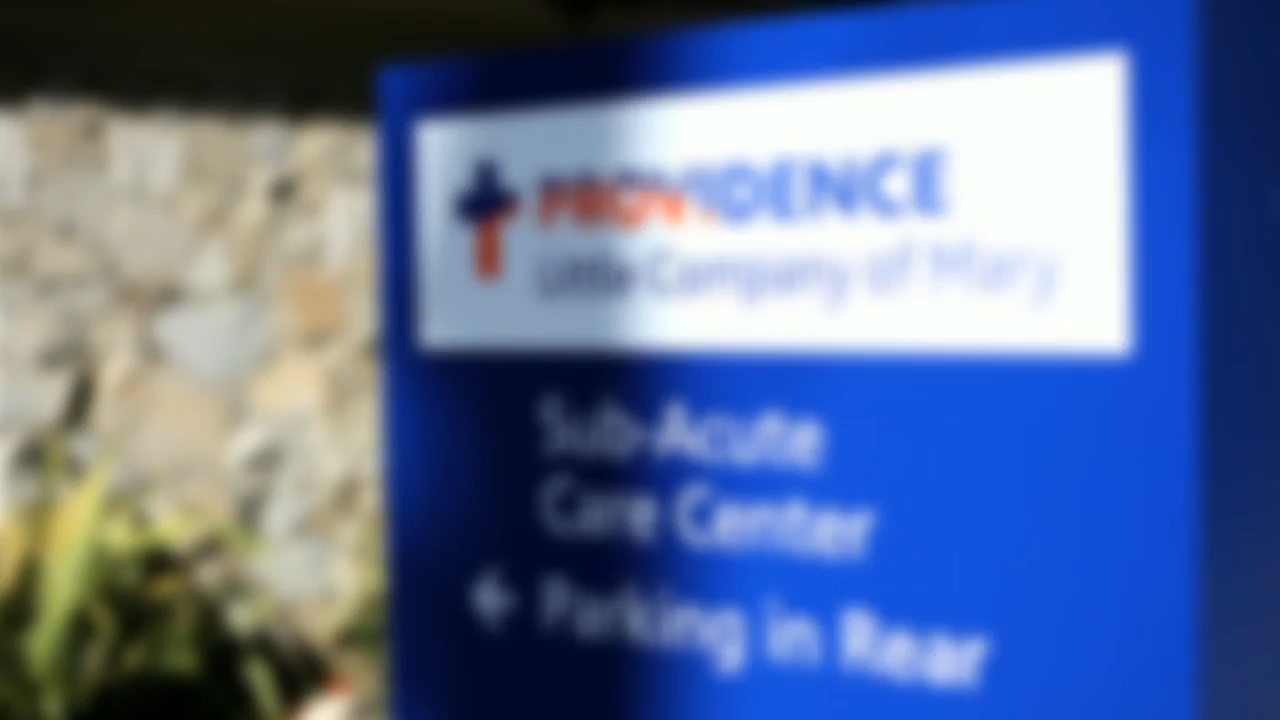 PROVIDENCE
Little Company of Mary
Sub-Acute
Care Center
Parking in Rear